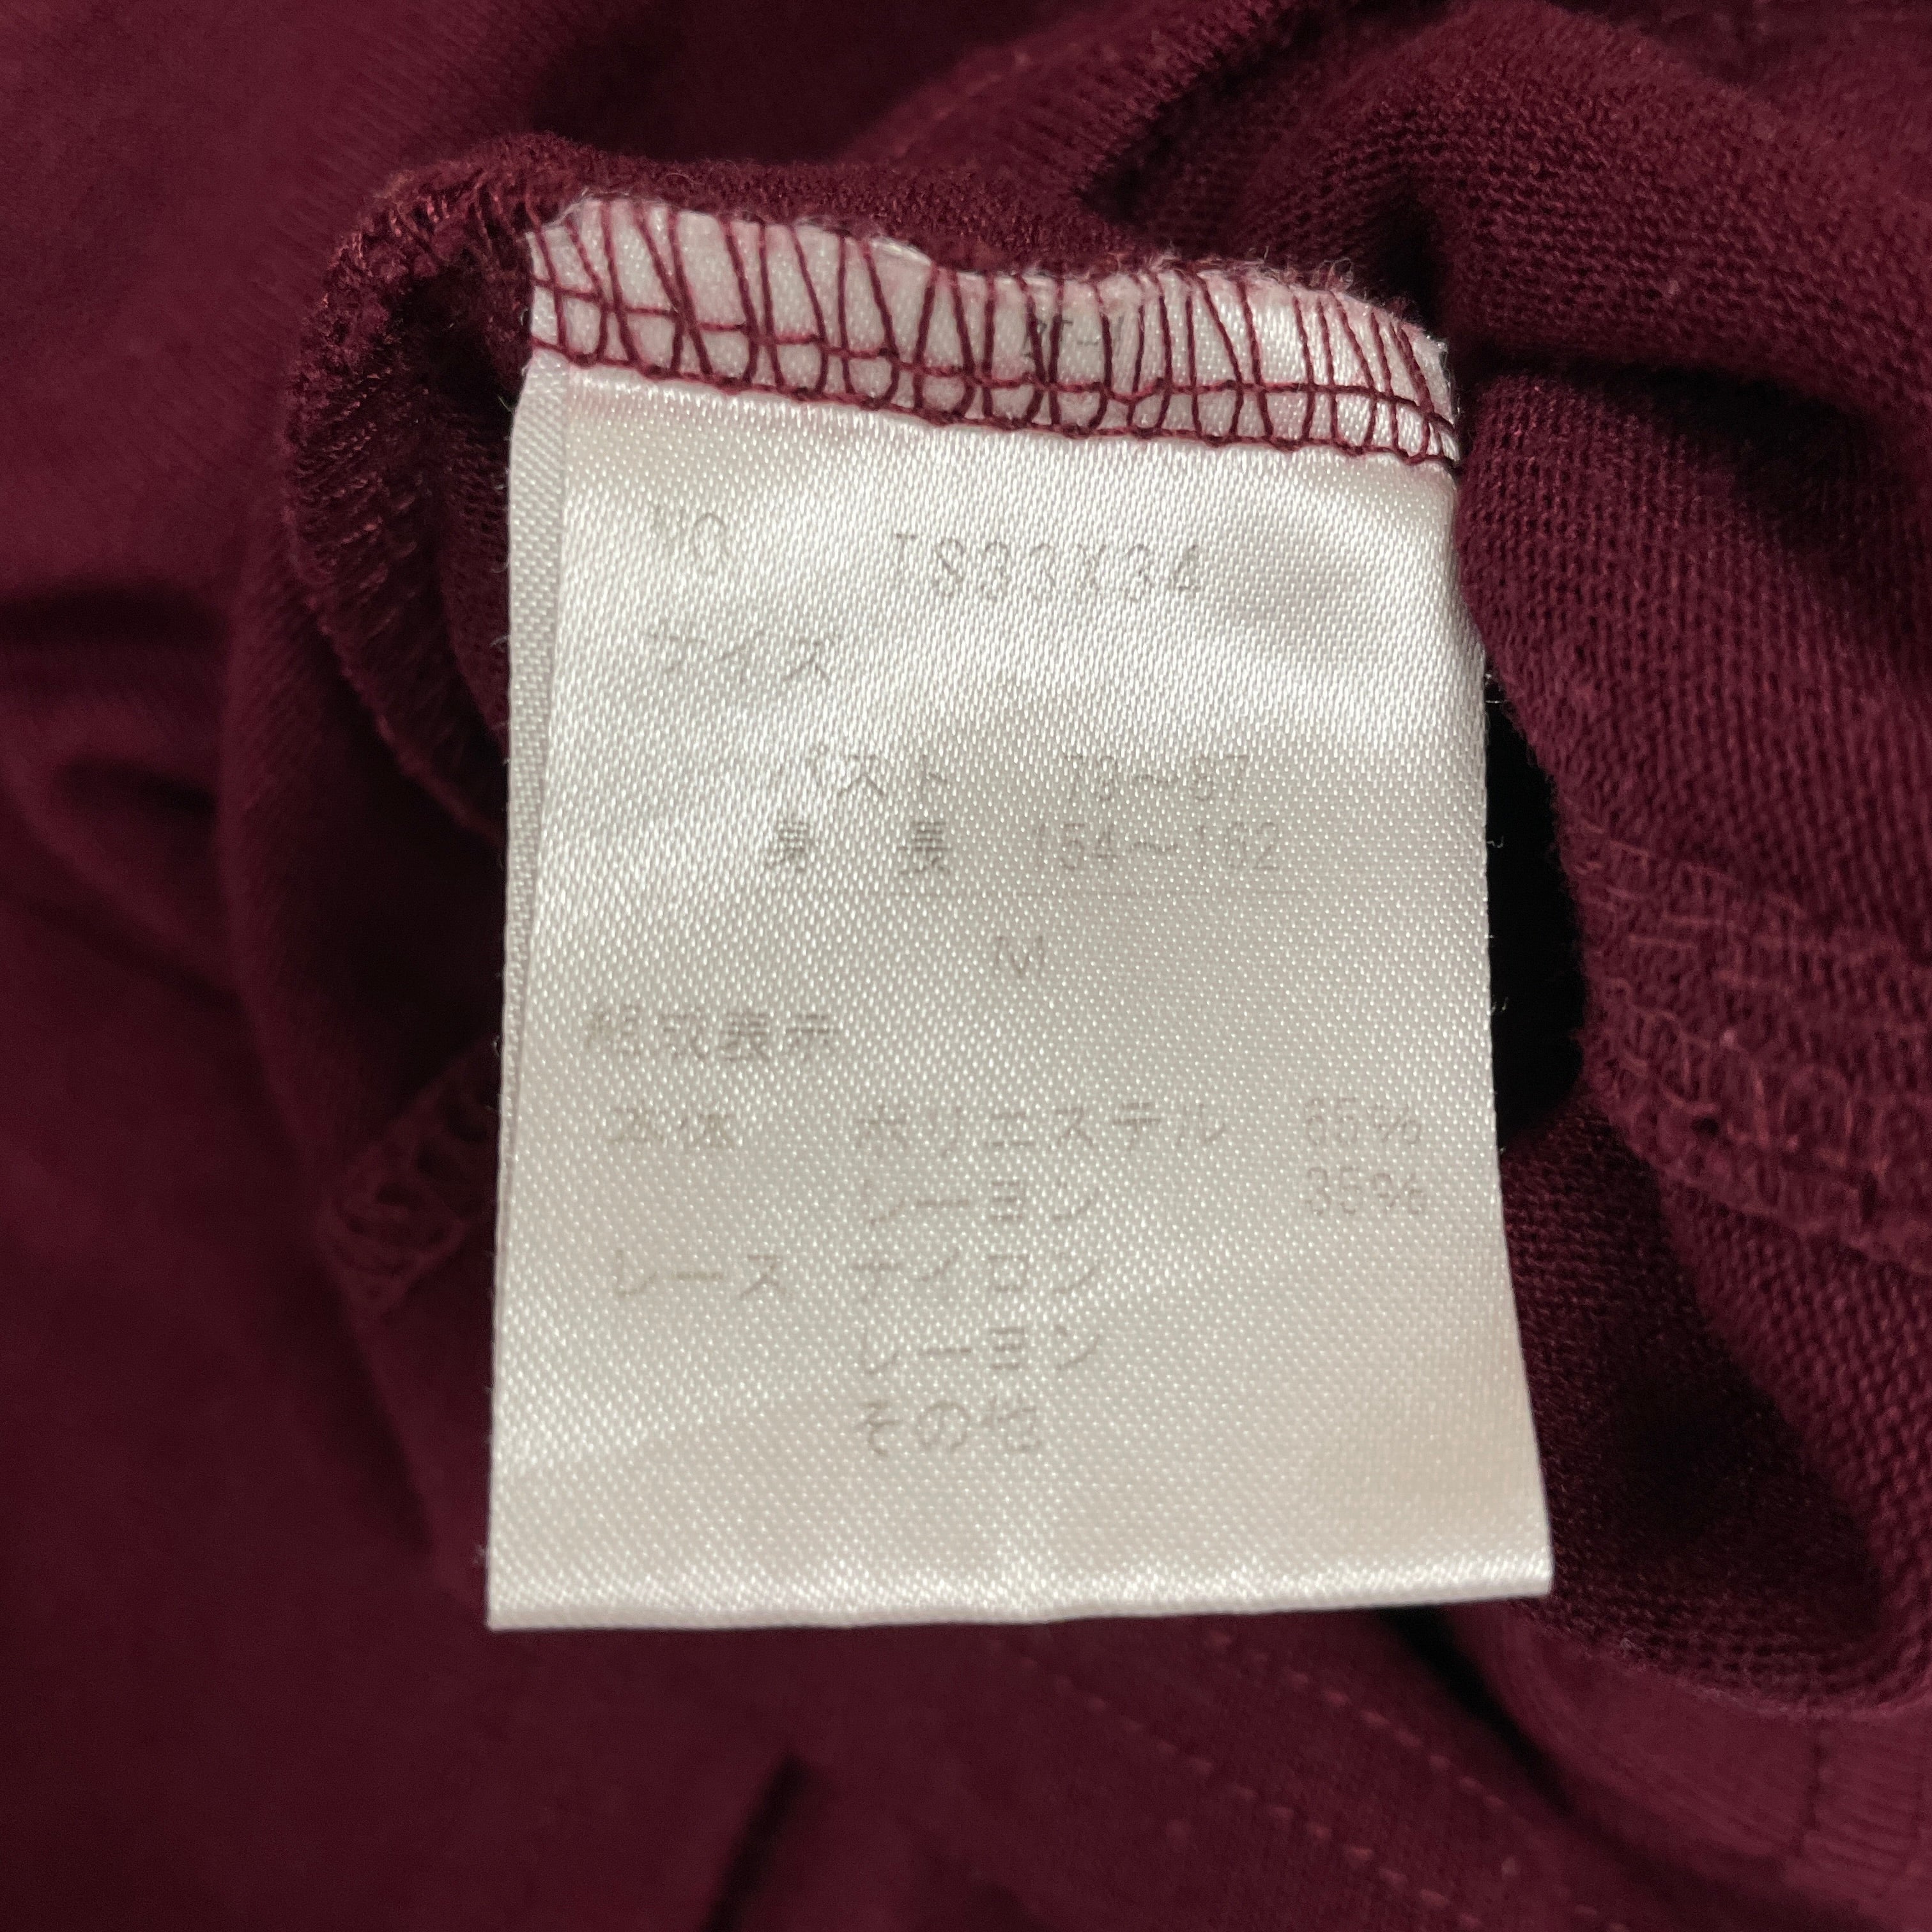 NO TS33X34
サイズ
バスト 79〜87
身長 154〜162
M
組成表示
本体 ポリエステル 65%
レーヨン 35%
レース ナイロン
レーヨン
その他